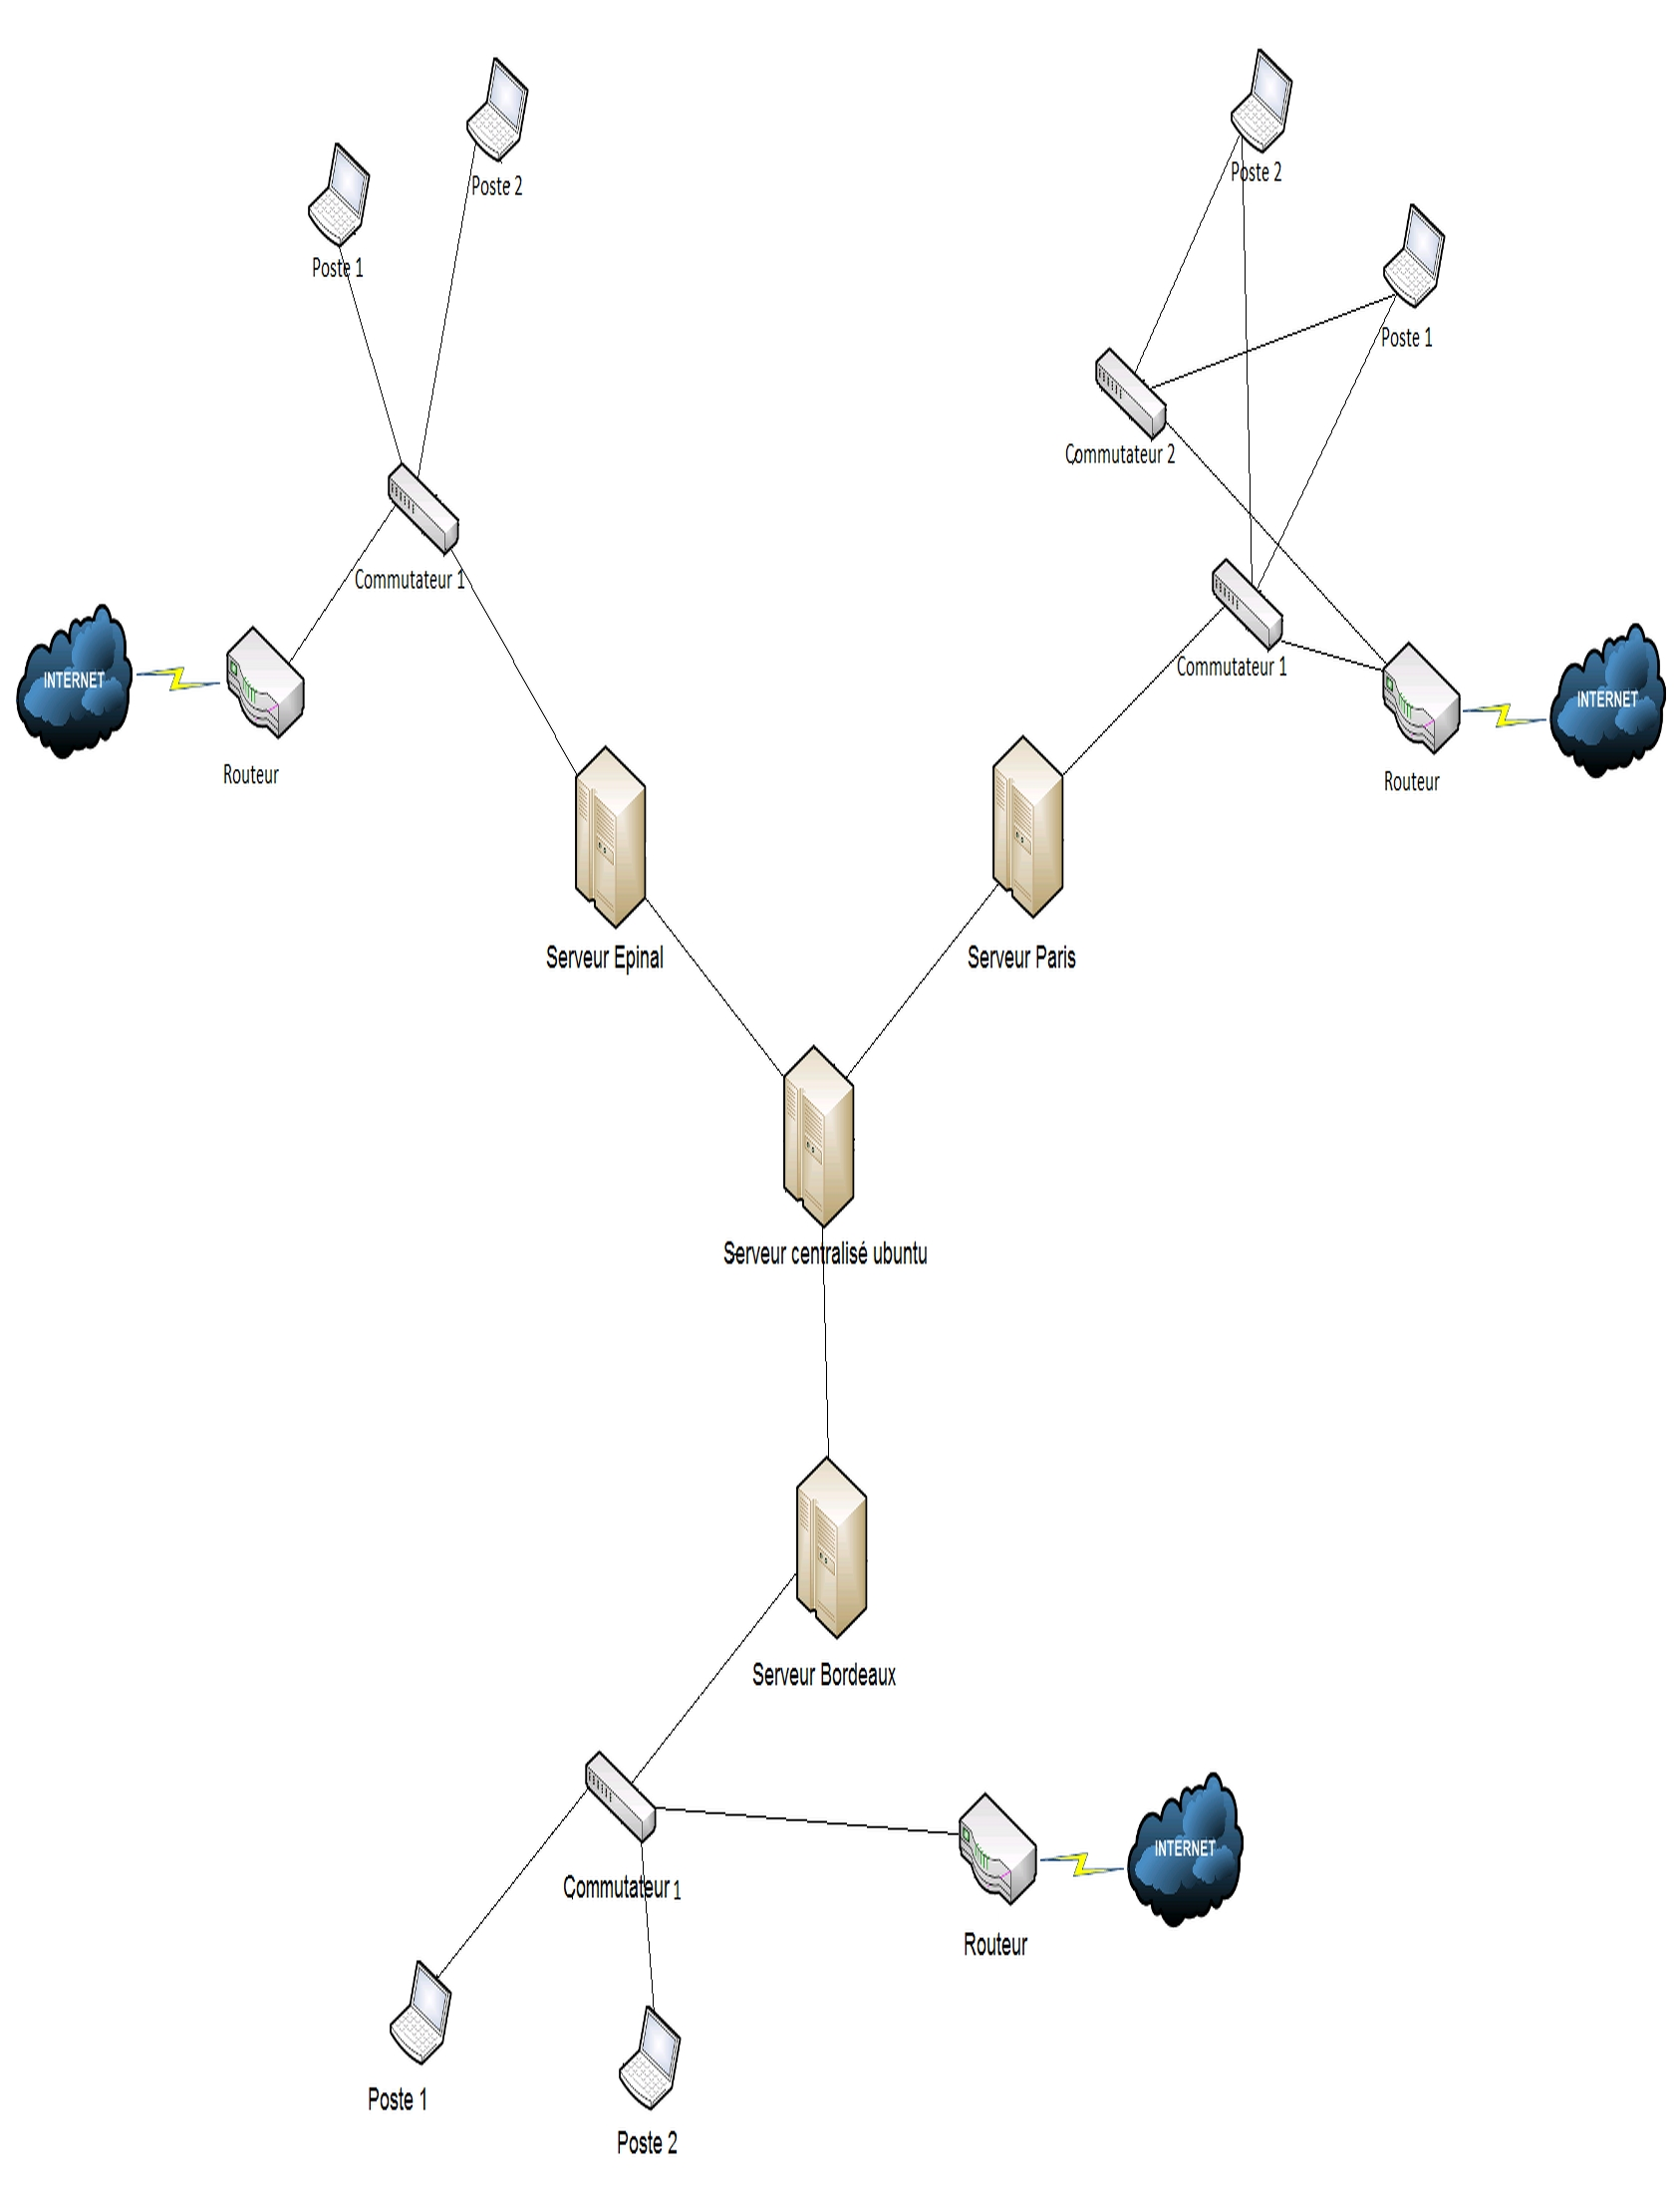 Poste 2
Poste 1
Poste 2
Poste 1
Commutateur 2
Commutateur 1
Commutateur 1
INTERNET
INTERNET
Routeur
Routeur
Serveur Epinal
Serveur Paris
Serveur centralisé ubuntu
Serveur Bordeaux
Commutateur 1
INTERNET
Routeur
Poste 1
Poste 2